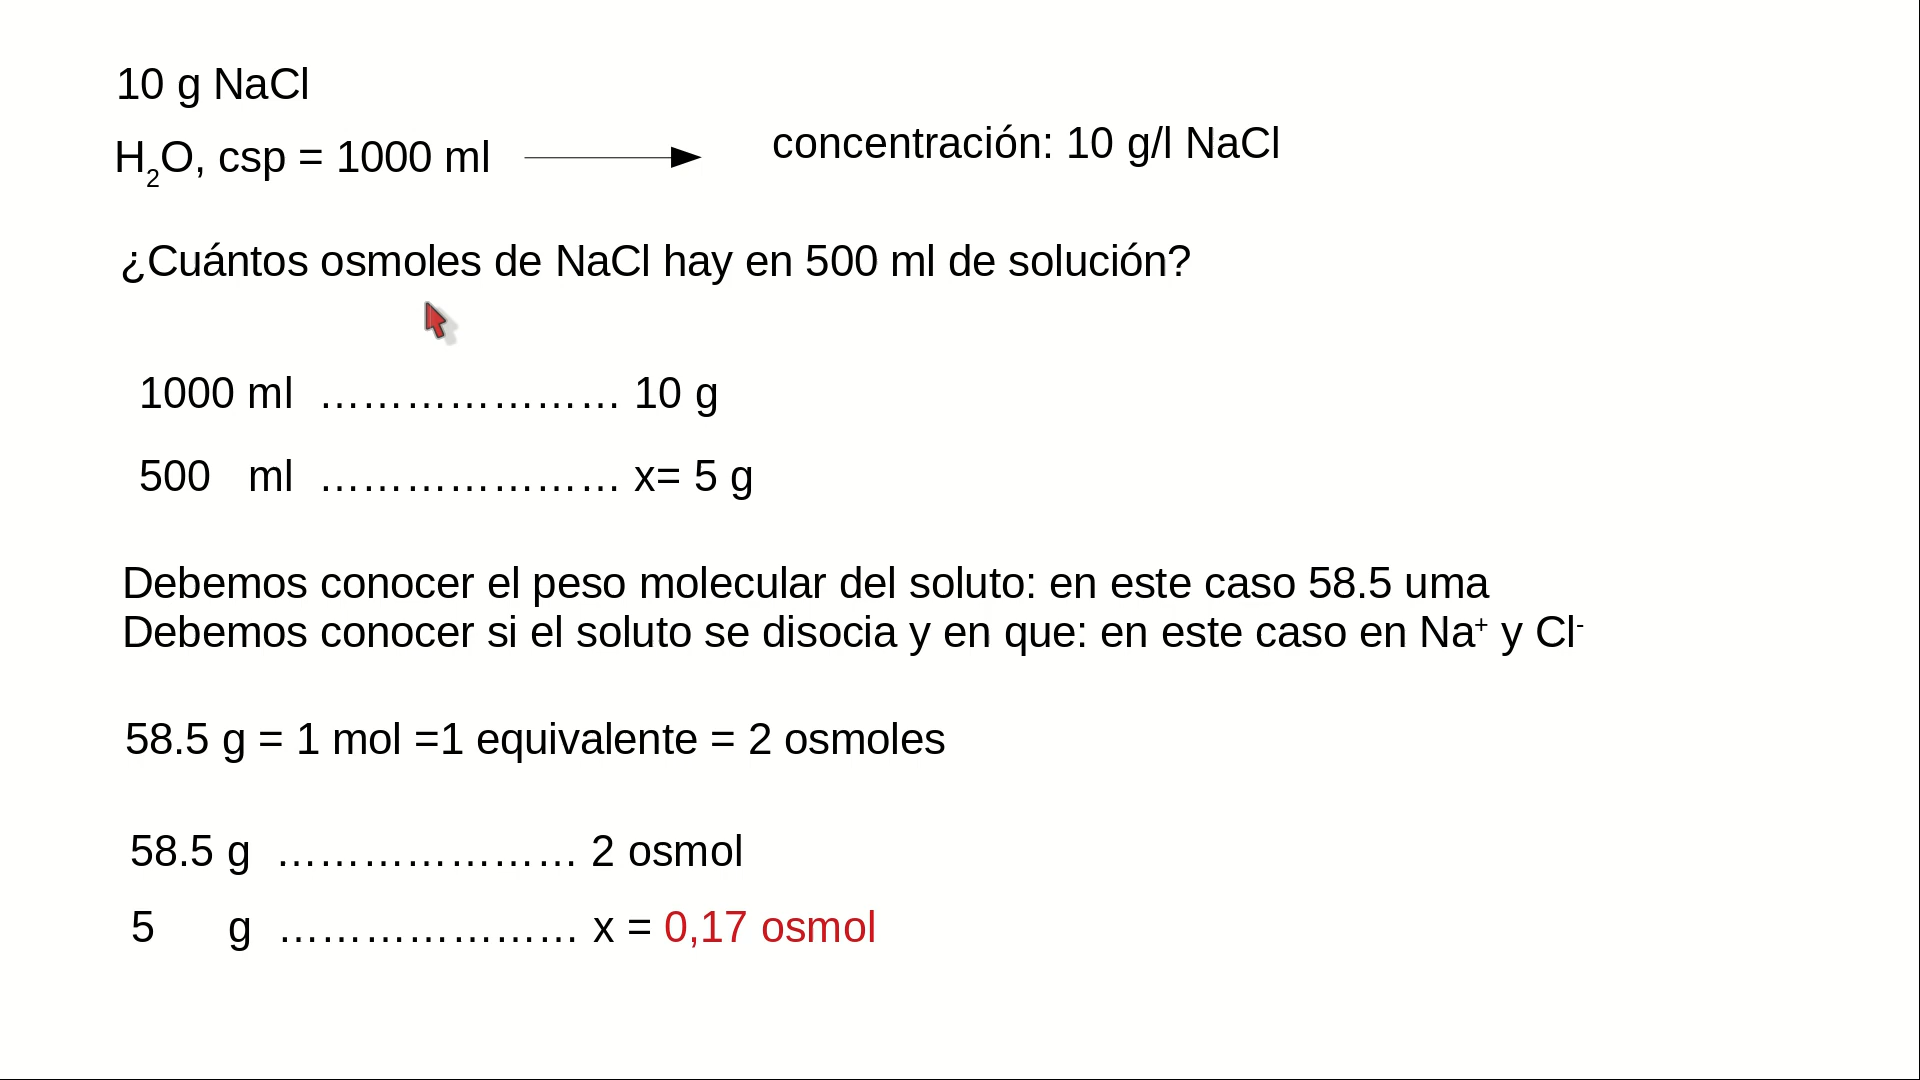 10 g NaCl
H₂O, csp = 1000 ml
concentración: 10 g/l NaCl
¿Cuántos osmoles de NaCl hay en 500 ml de solución?
1000 ml ………………… 10 g
500 ml ………………… x= 5 g
Debemos conocer el peso molecular del soluto: en este caso 58.5 uma
Debemos conocer si el soluto se disocia y en que: en este caso en Na⁺ y Cl⁻
58.5 g = 1 mol =1 equivalente = 2 osmoles
58.5 g ………………… 2 osmol
5 g ………………… x = 0,17 osmol